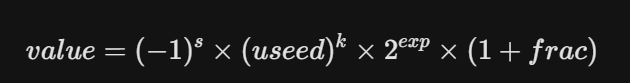 value = (−1)^s × (useed)^k × 2^exp × (1 + frac)